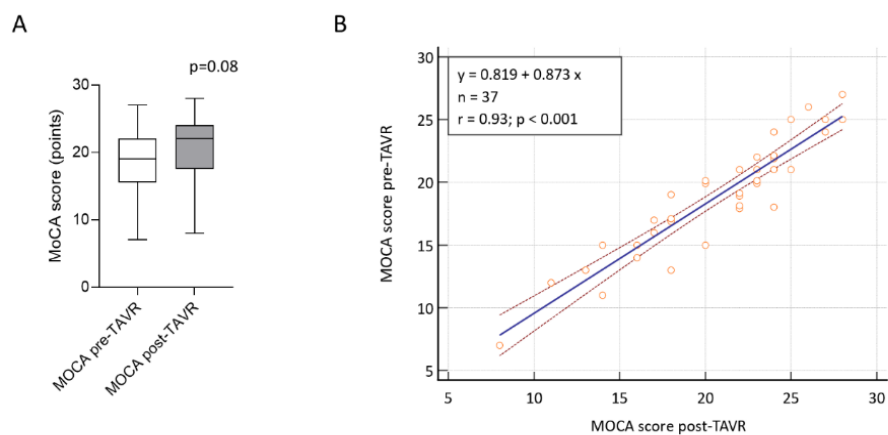 A
p=0.08
30
20
10
0
MoCA score (points)
MOCA pre-TAVR
MOCA post-TAVR
B
y = 0.819 + 0.873 x
n = 37
r = 0.93; p < 0.001
30
25
20
15
10
5
MOCA score pre-TAVR
5 10 15 20 25 30
MOCA score post-TAVR